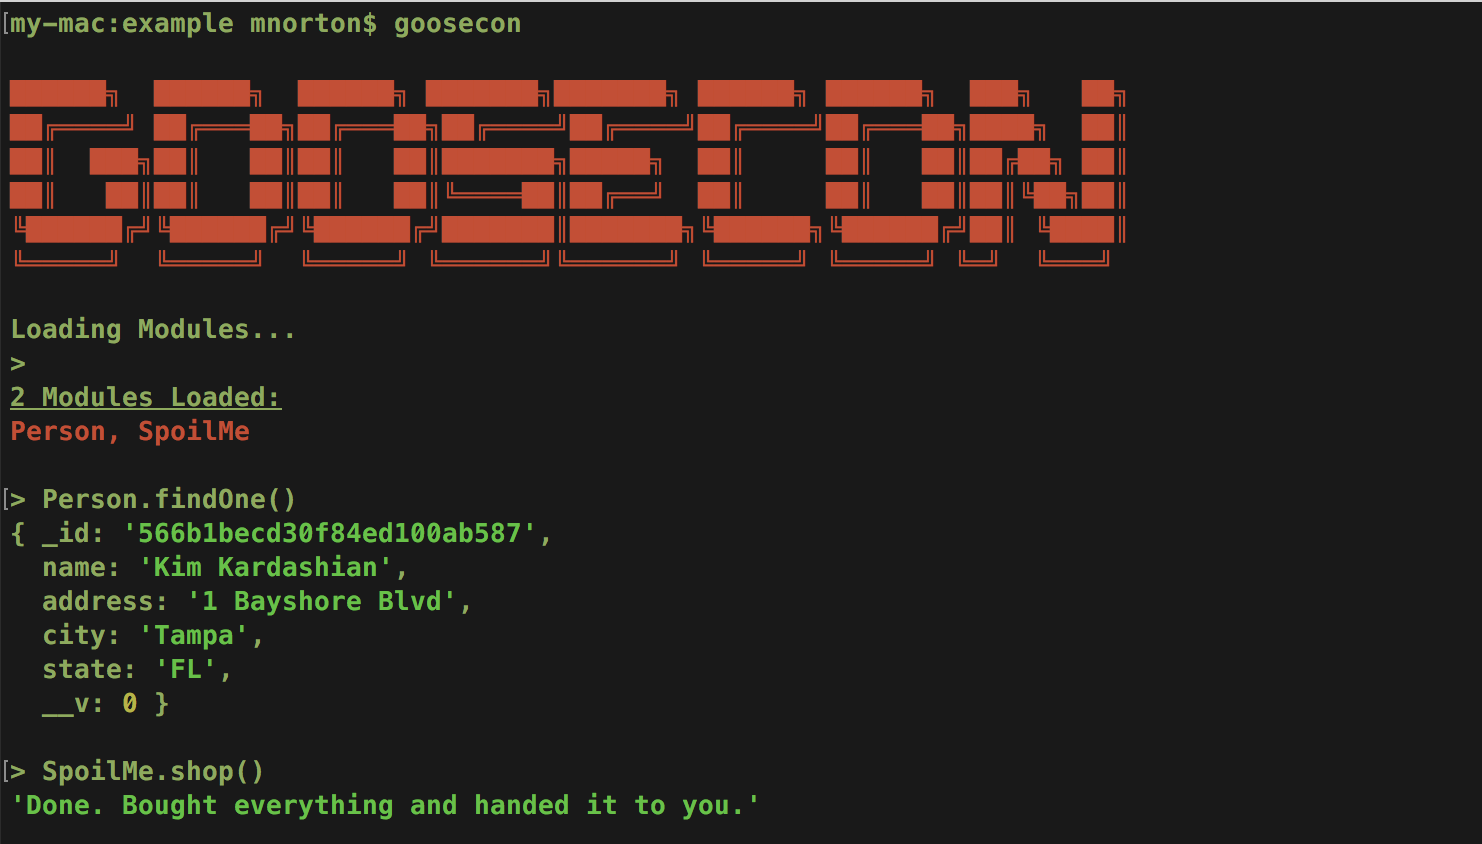 my-mac:example mnorton$ goosecon
GOOSECON
Loading Modules...
>
2 Modules Loaded:
Person, SpoilMe
> Person.findOne()
{ _id: '566b1becd30f84ed100ab587',
name: 'Kim Kardashian',
address: '1 Bayshore Blvd',
city: 'Tampa',
state: 'FL',
__v: 0 }
> SpoilMe.shop()
'Done. Bought everything and handed it to you.'